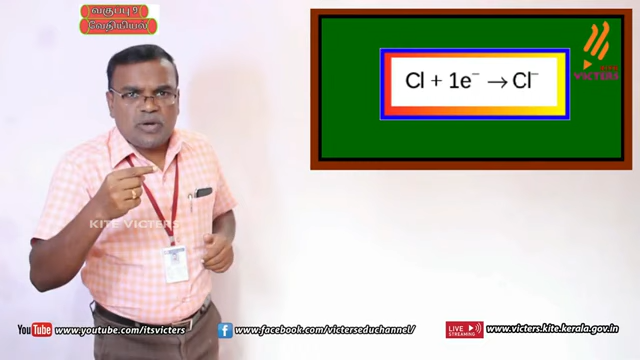 வகுப்பு 9
வேதியியல்
Cl + 1e⁻ → Cl⁻
VICTERS
KITE VICTERS
YouTube www.youtube.com/itsvicters
f www.facebook.com/victerseduchannel/
LIVE STREAMING www.victers.kite.kerala.gov.in